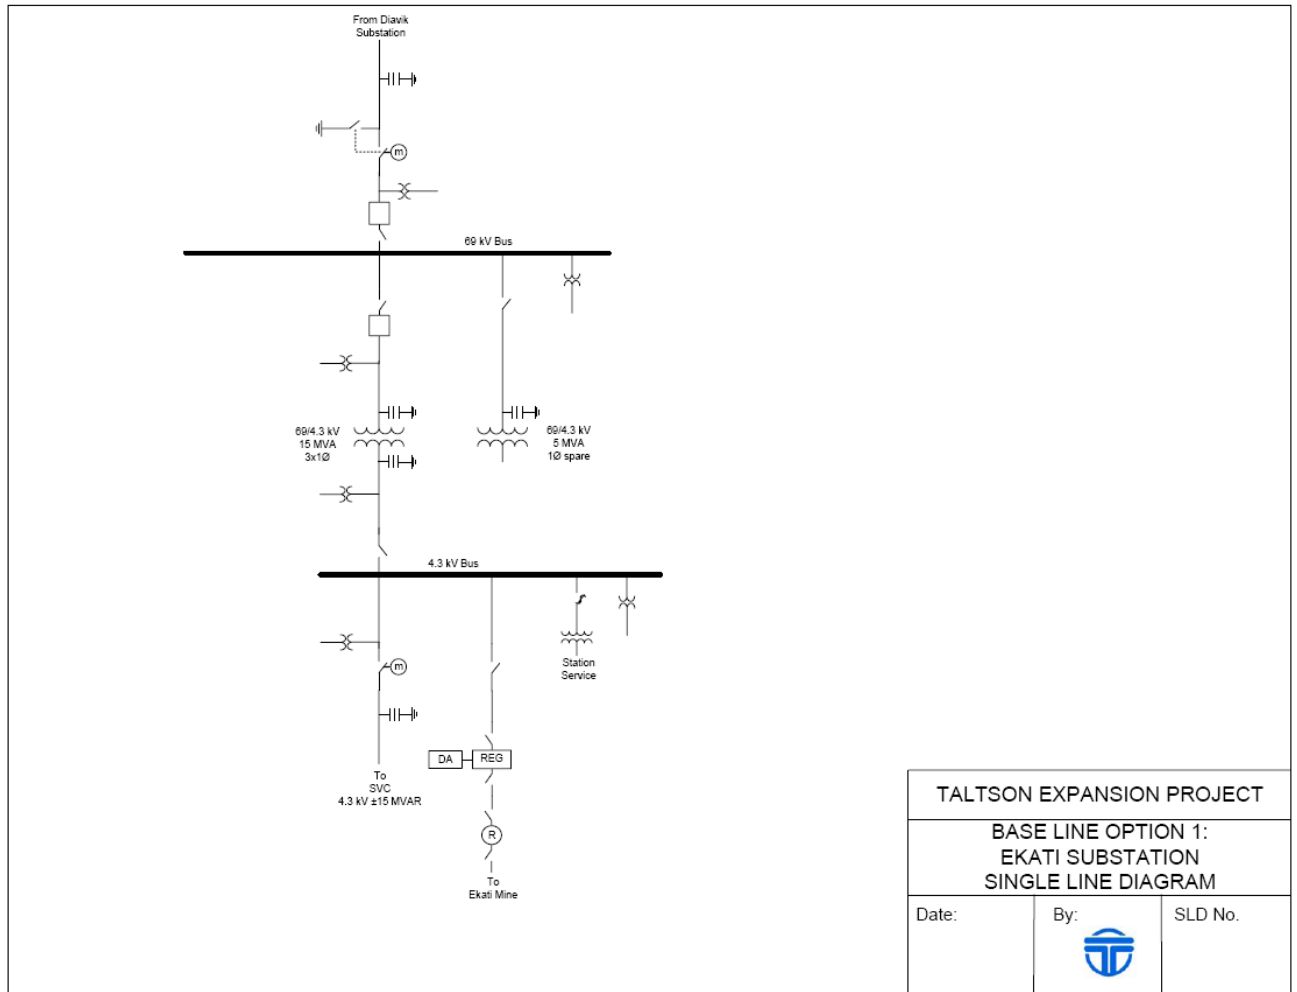 From Diavik
Substation
m
69 kV Bus
69/4.3 kV
15 MVA
3x1Ø
69/4.3 kV
5 MVA
1Ø spare
4.3 kV Bus
m
Station
Service
DA
REG
To
SVC
4.3 kV ±15 MVAR
R
To
Ekati Mine
TALTSON EXPANSION PROJECT
BASE LINE OPTION 1:
EKATI SUBSTATION
SINGLE LINE DIAGRAM
Date:
By:
SLD No.